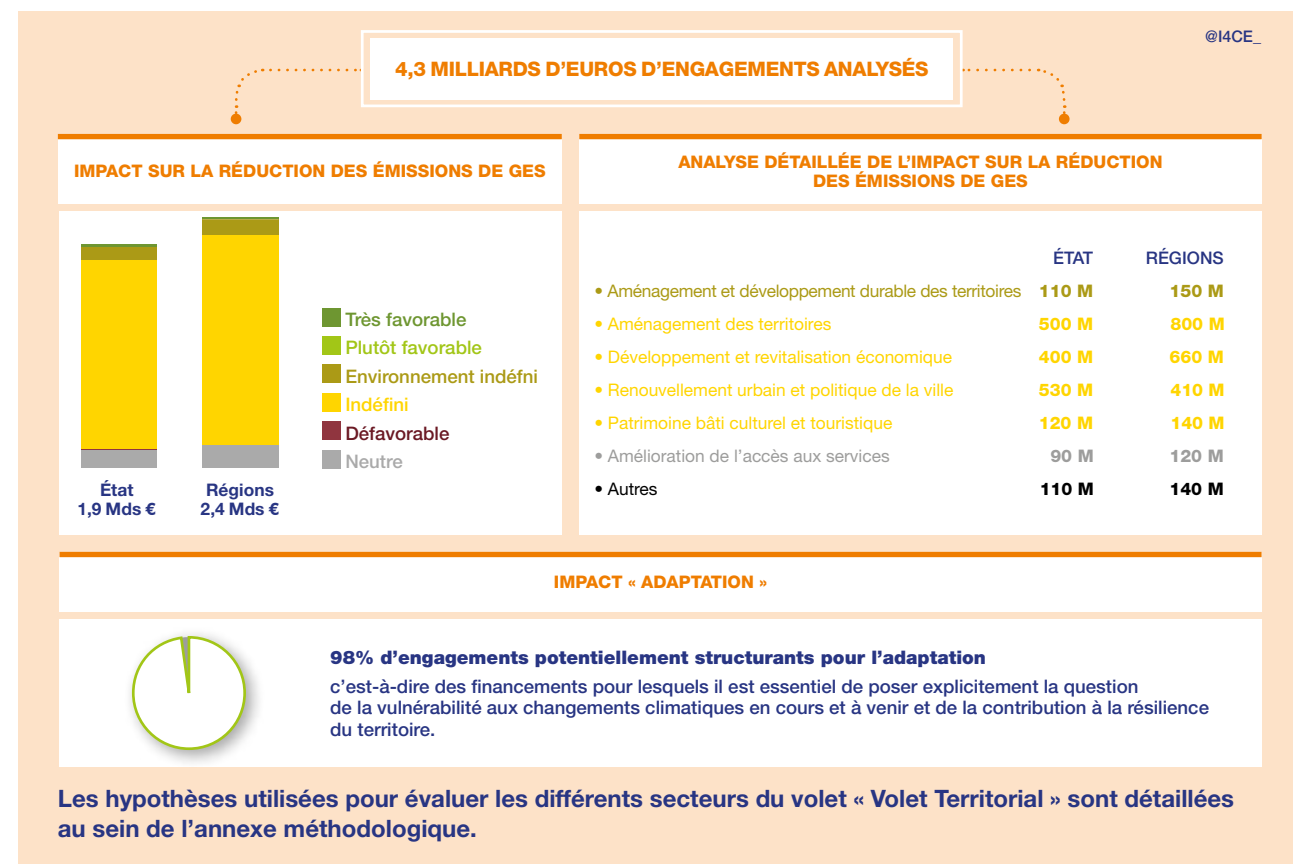 @I4CE_
4,3 MILLIARDS D'EUROS D'ENGAGEMENTS ANALYSÉS
IMPACT SUR LA RÉDUCTION DES ÉMISSIONS DE GES
Très favorable
Plutôt favorable
Environnement indéfni
Indéfini
Défavorable
Neutre
État
1,9 Mds €
Régions
2,4 Mds €
ANALYSE DÉTAILLÉE DE L'IMPACT SUR LA RÉDUCTION
DES ÉMISSIONS DE GES
ÉTAT RÉGIONS
• Aménagement et développement durable des territoires 110 M 150 M
• Aménagement des territoires 500 M 800 M
• Développement et revitalisation économique 400 M 660 M
• Renouvellement urbain et politique de la ville 530 M 410 M
• Patrimoine bâti culturel et touristique 120 M 140 M
• Amélioration de l'accès aux services 90 M 120 M
• Autres 110 M 140 M
IMPACT « ADAPTATION »
98% d'engagements potentiellement structurants pour l'adaptation
c'est-à-dire des financements pour lesquels il est essentiel de poser explicitement la question
de la vulnérabilité aux changements climatiques en cours et à venir et de la contribution à la résilience
du territoire.
Les hypothèses utilisées pour évaluer les différents secteurs du volet « Volet Territorial » sont détaillées
au sein de l'annexe méthodologique.